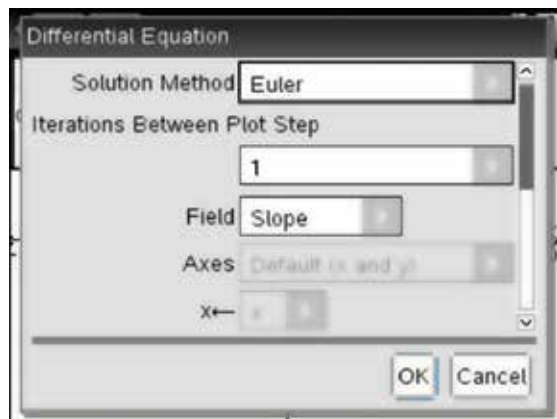 Differential Equation
Solution Method Euler
Iterations Between Plot Step
1
Field Slope
Axes Default (x and y)
x← x
OK Cancel